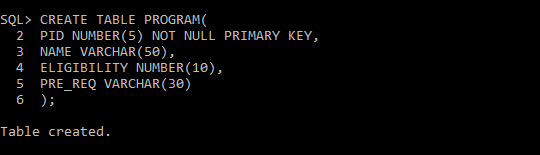 SQL> CREATE TABLE PROGRAM(
  2  PID NUMBER(5) NOT NULL PRIMARY KEY,
  3  NAME VARCHAR(50),
  4  ELIGIBILITY NUMBER(10),
  5  PRE_REQ VARCHAR(30)
  6  );
Table created.